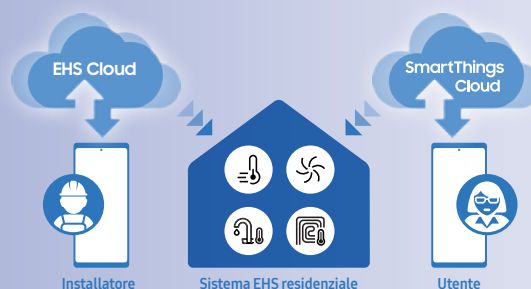 EHS Cloud
SmartThings
Cloud
Installatore
Sistema EHS residenziale
Utente